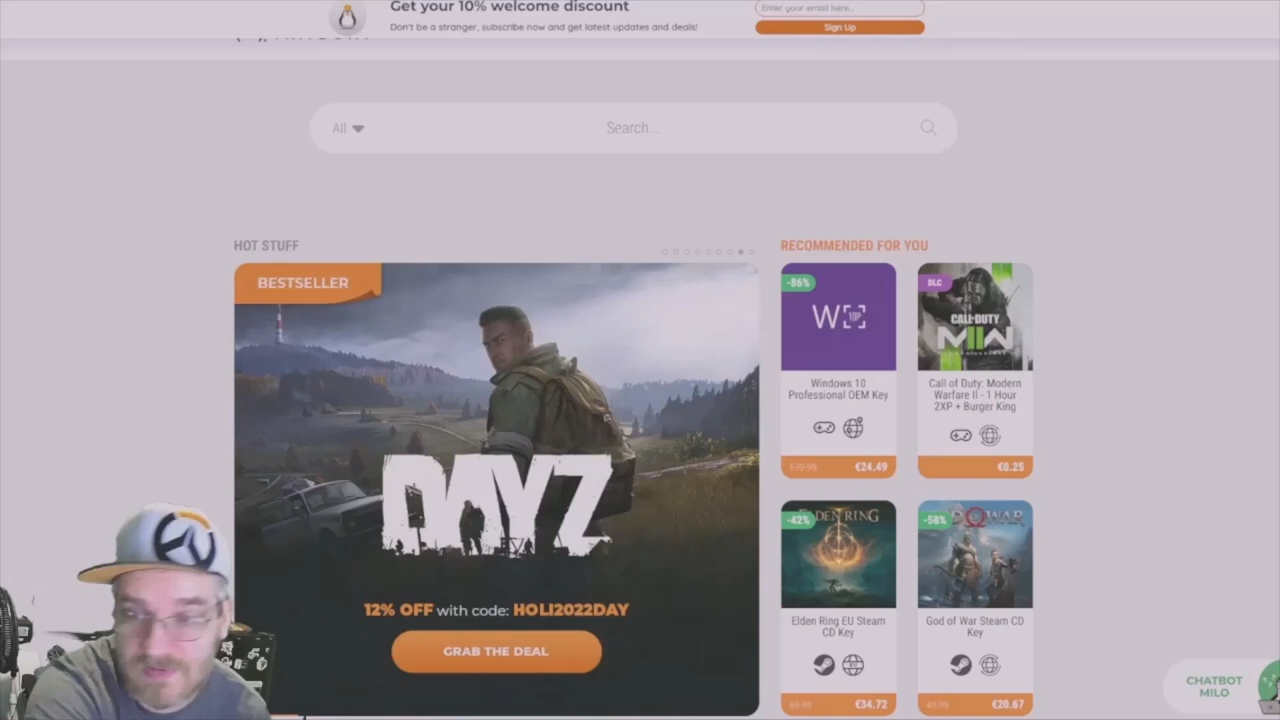 Get your 10% welcome discount
Don't be a stranger, subscribe now and get latest updates and deals!
Enter your email here...
Sign Up
All
Search...
HOT STUFF
RECOMMENDED FOR YOU
BESTSELLER
DAYZ
12% OFF with code: HOLI2022DAY
GRAB THE DEAL
-86%
W 10P
Windows 10
Professional OEM Key
€24.49
DLC
CALL OF DUTY
MWII
Call of Duty: Modern
Warfare II - 1 Hour
2XP + Burger King
€0.25
-42%
ELDEN RING
Elden Ring EU Steam
CD Key
€34.72
-58%
WAR
God of War Steam CD
Key
€20.67
CHATBOT
MILO